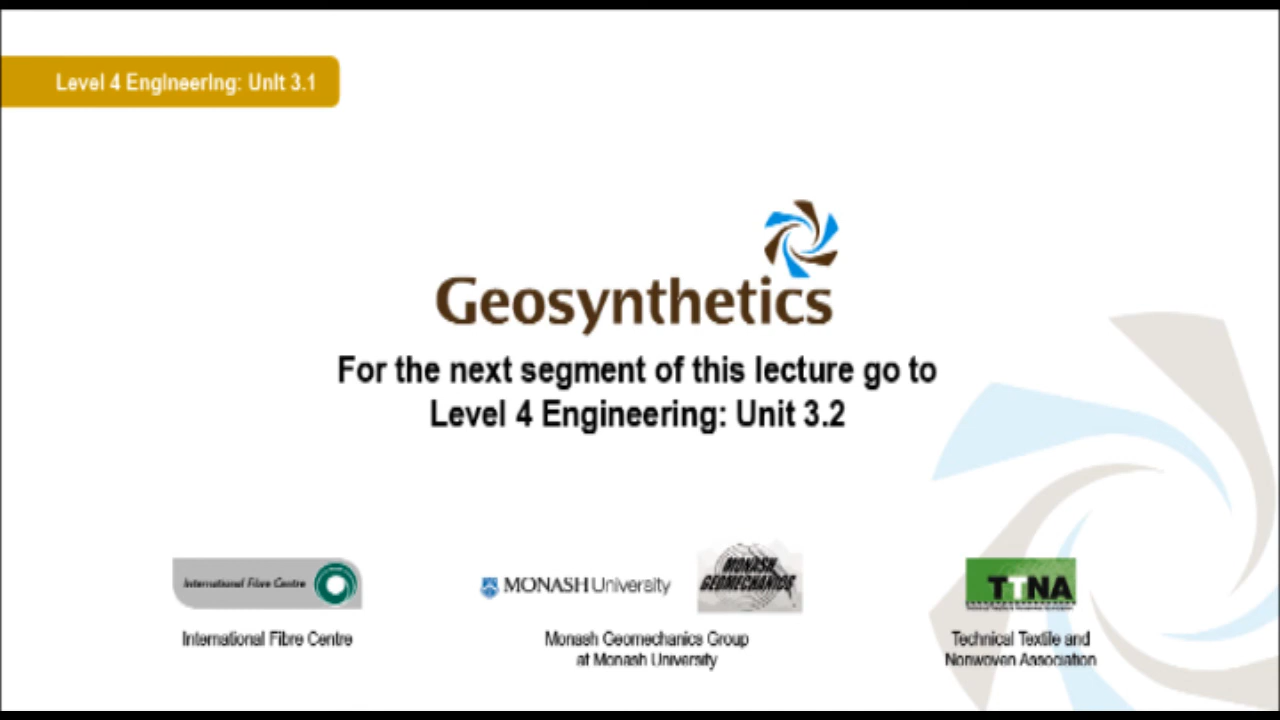 Level 4 Engineering: Unit 3.1
Geosynthetics
For the next segment of this lecture go to
Level 4 Engineering: Unit 3.2
International Fibre Centre
MONASH University
MONASH
GEOMECHANICS
TTNA
International Fibre Centre
Monash Geomechanics Group
at Monash University
Technical Textile and
Nonwoven Association